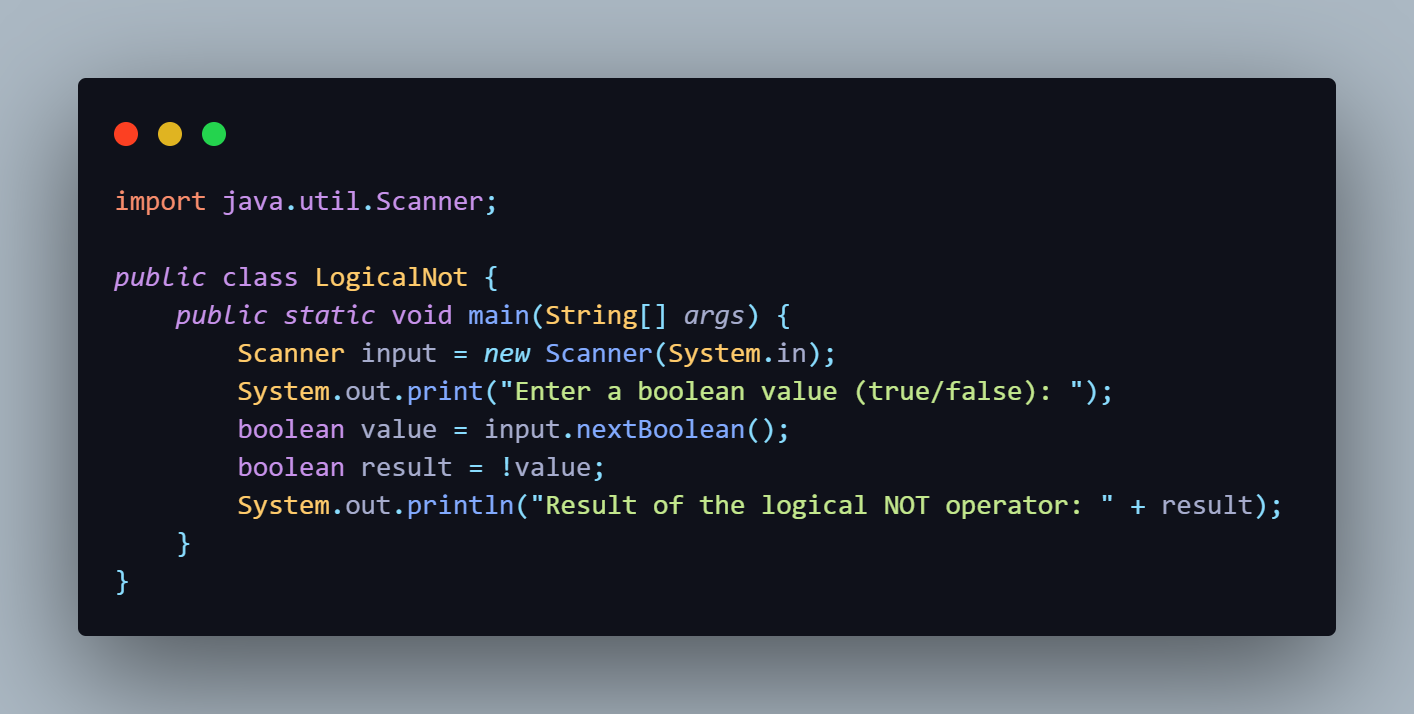 import java.util.Scanner;

public class LogicalNot {
    public static void main(String[] args) {
        Scanner input = new Scanner(System.in);
        System.out.print("Enter a boolean value (true/false): ");
        boolean value = input.nextBoolean();
        boolean result = !value;
        System.out.println("Result of the logical NOT operator: " + result);
    }
}